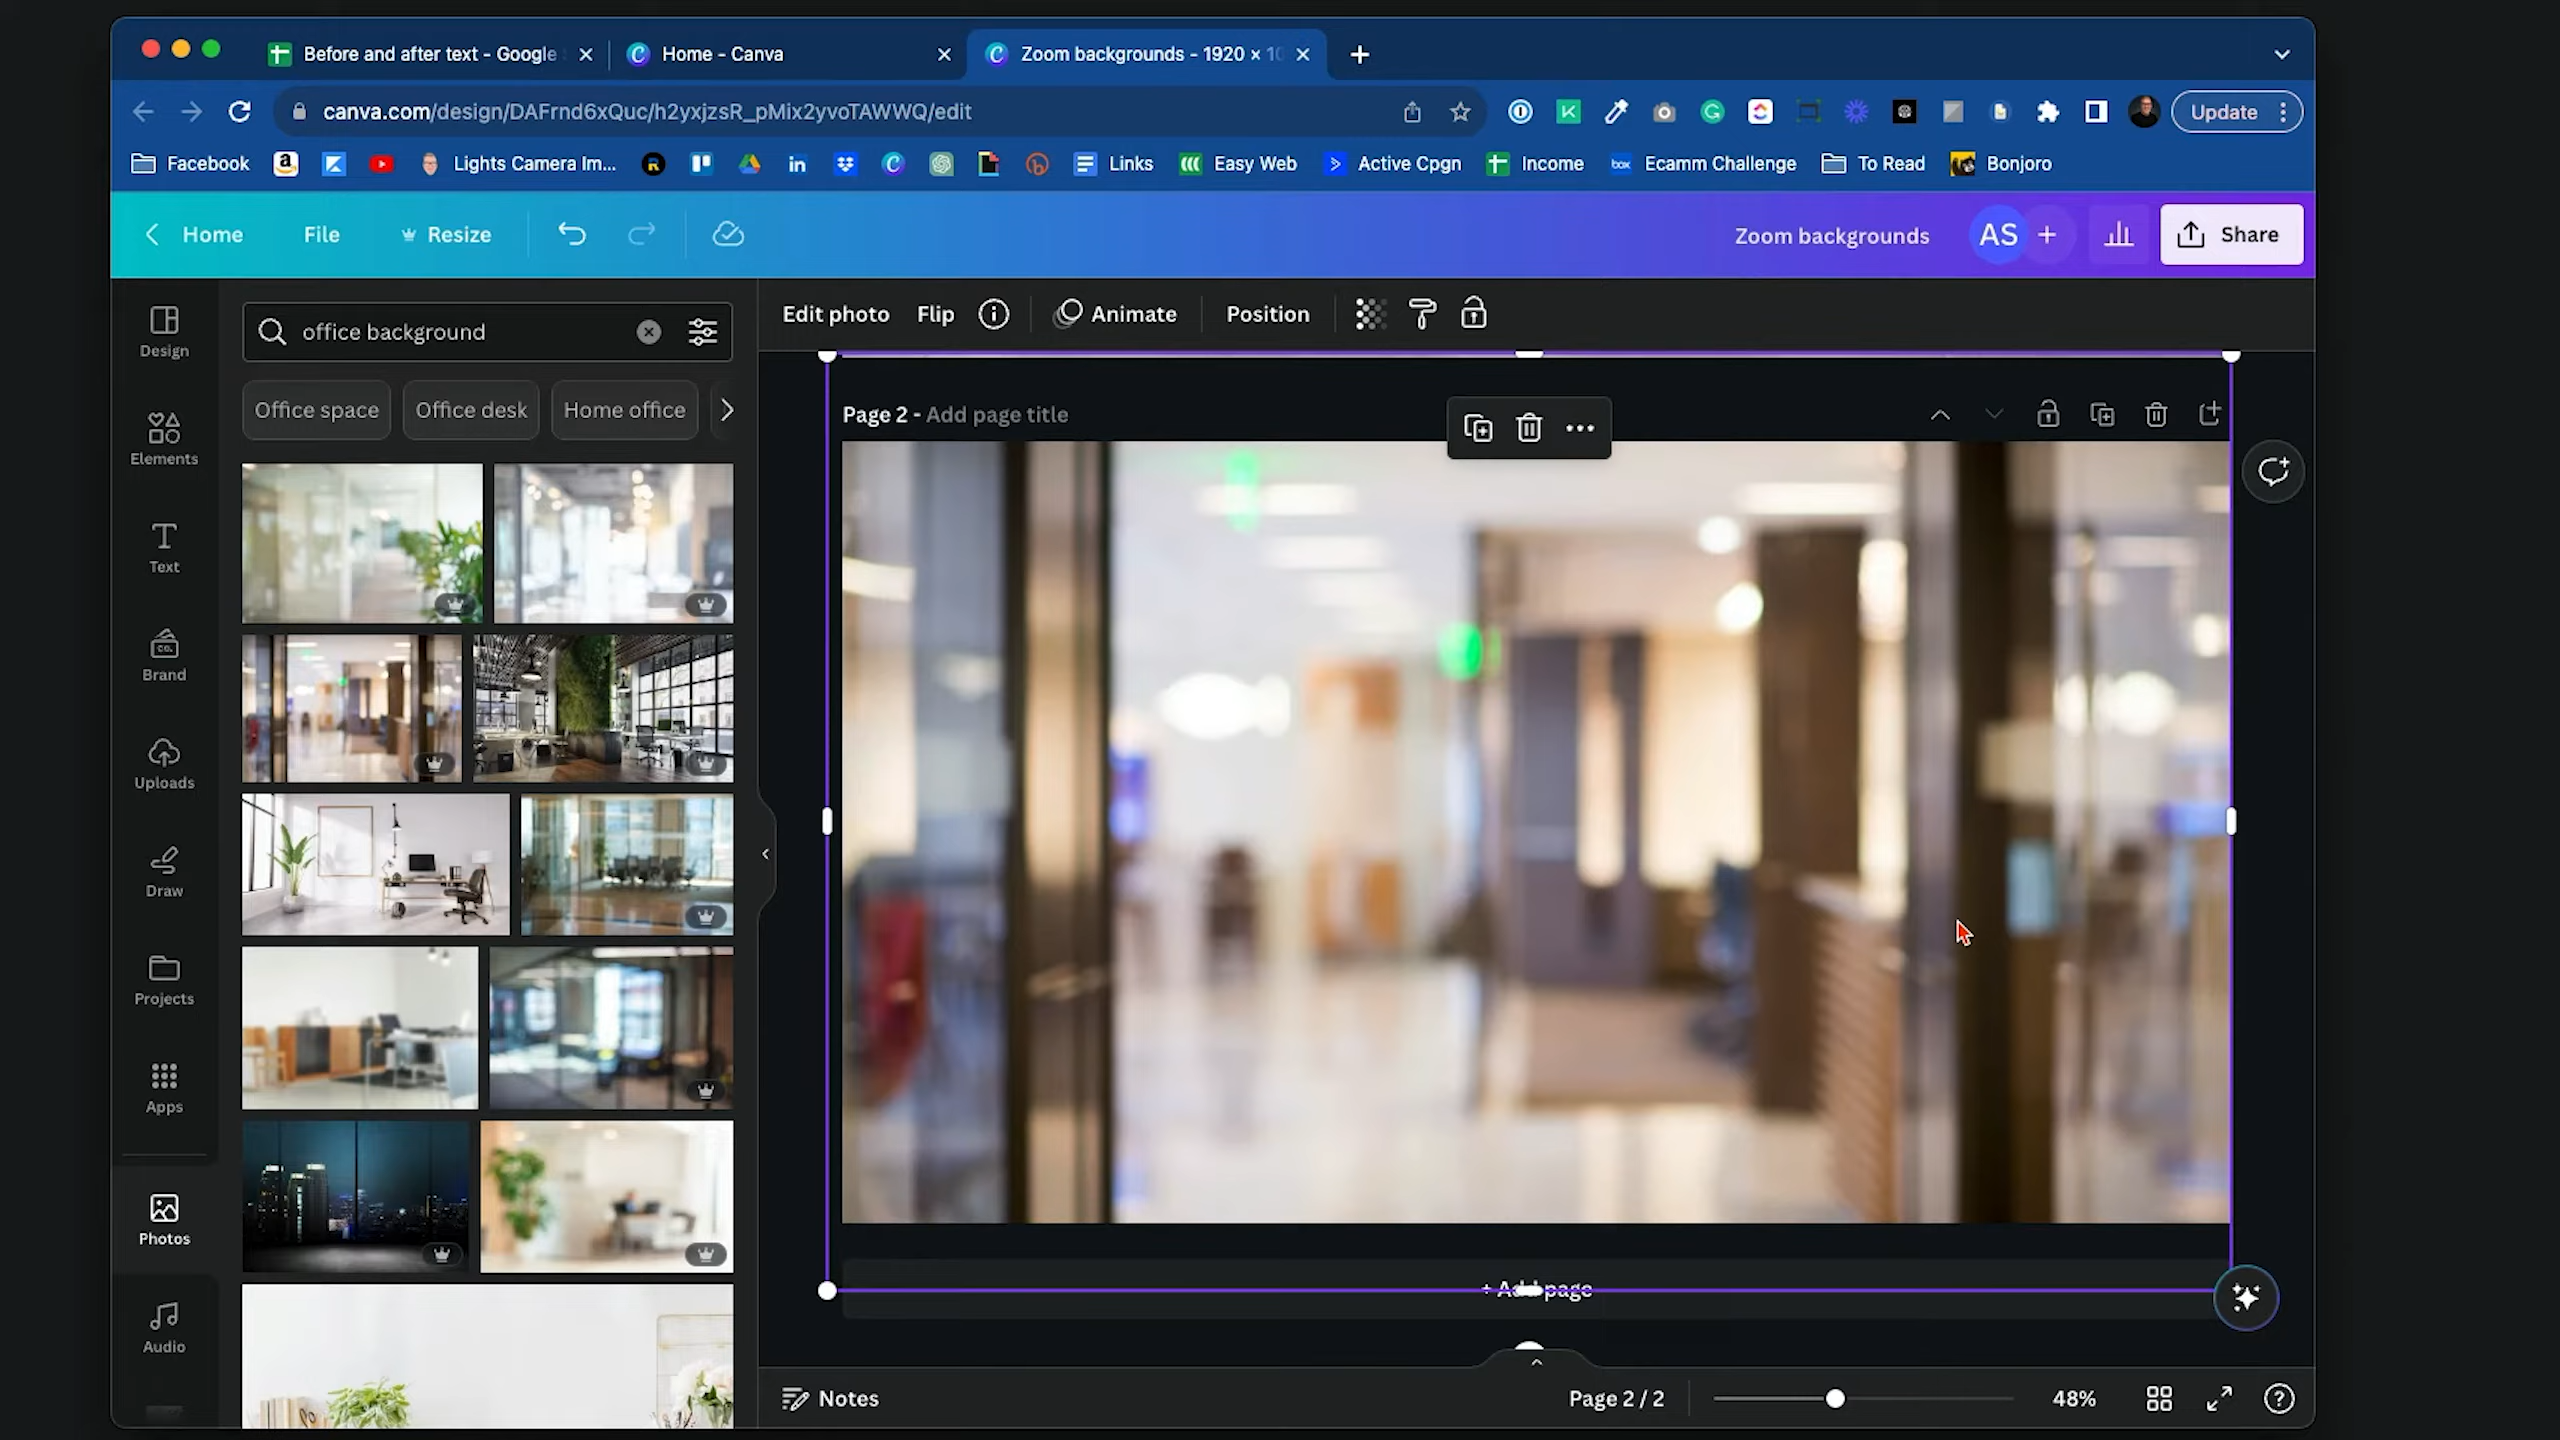 Before and after text - Google
Home - Canva
Zoom backgrounds - 1920 × 10
canva.com/design/DAFrnd6xQuc/h2yxjzsR_pMix2yvoTAWWQ/edit
Update
Facebook
Lights Camera Im...
Links
Easy Web
Active Cpgn
Income
box
Ecamm Challenge
To Read
Bonjoro
Home
File
Resize
Zoom backgrounds
AS
Share
Design
Elements
Text
Brand
Uploads
Draw
Projects
Apps
Photos
Audio
office background
Office space
Office desk
Home office
Edit photo
Flip
Animate
Position
Page 2 - Add page title
+ Add page
Notes
Page 2 / 2
48%